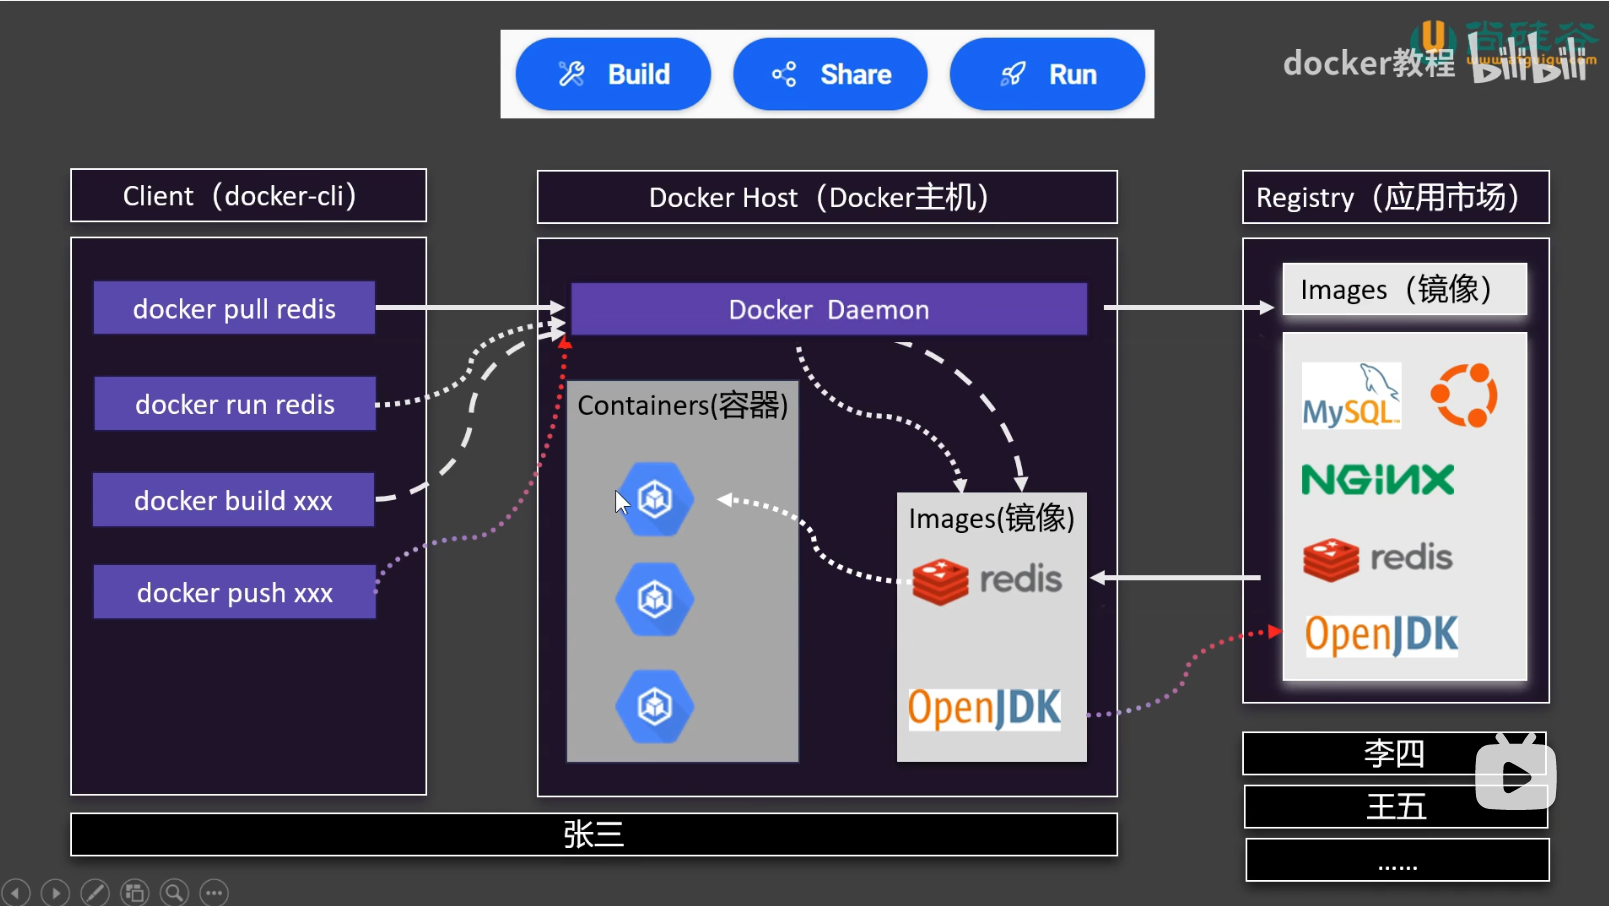 Build
Share
Run
docker教程
bilibili
尚硅谷
www.atguigu.com
Client（docker-cli）
docker pull redis
docker run redis
docker build xxx
docker push xxx
Docker Host（Docker主机）
Docker Daemon
Containers(容器)
Images(镜像)
redis
OpenJDK
Registry（应用市场）
Images（镜像）
MySQL
NGINX
redis
OpenJDK
张三
李四
王五
......